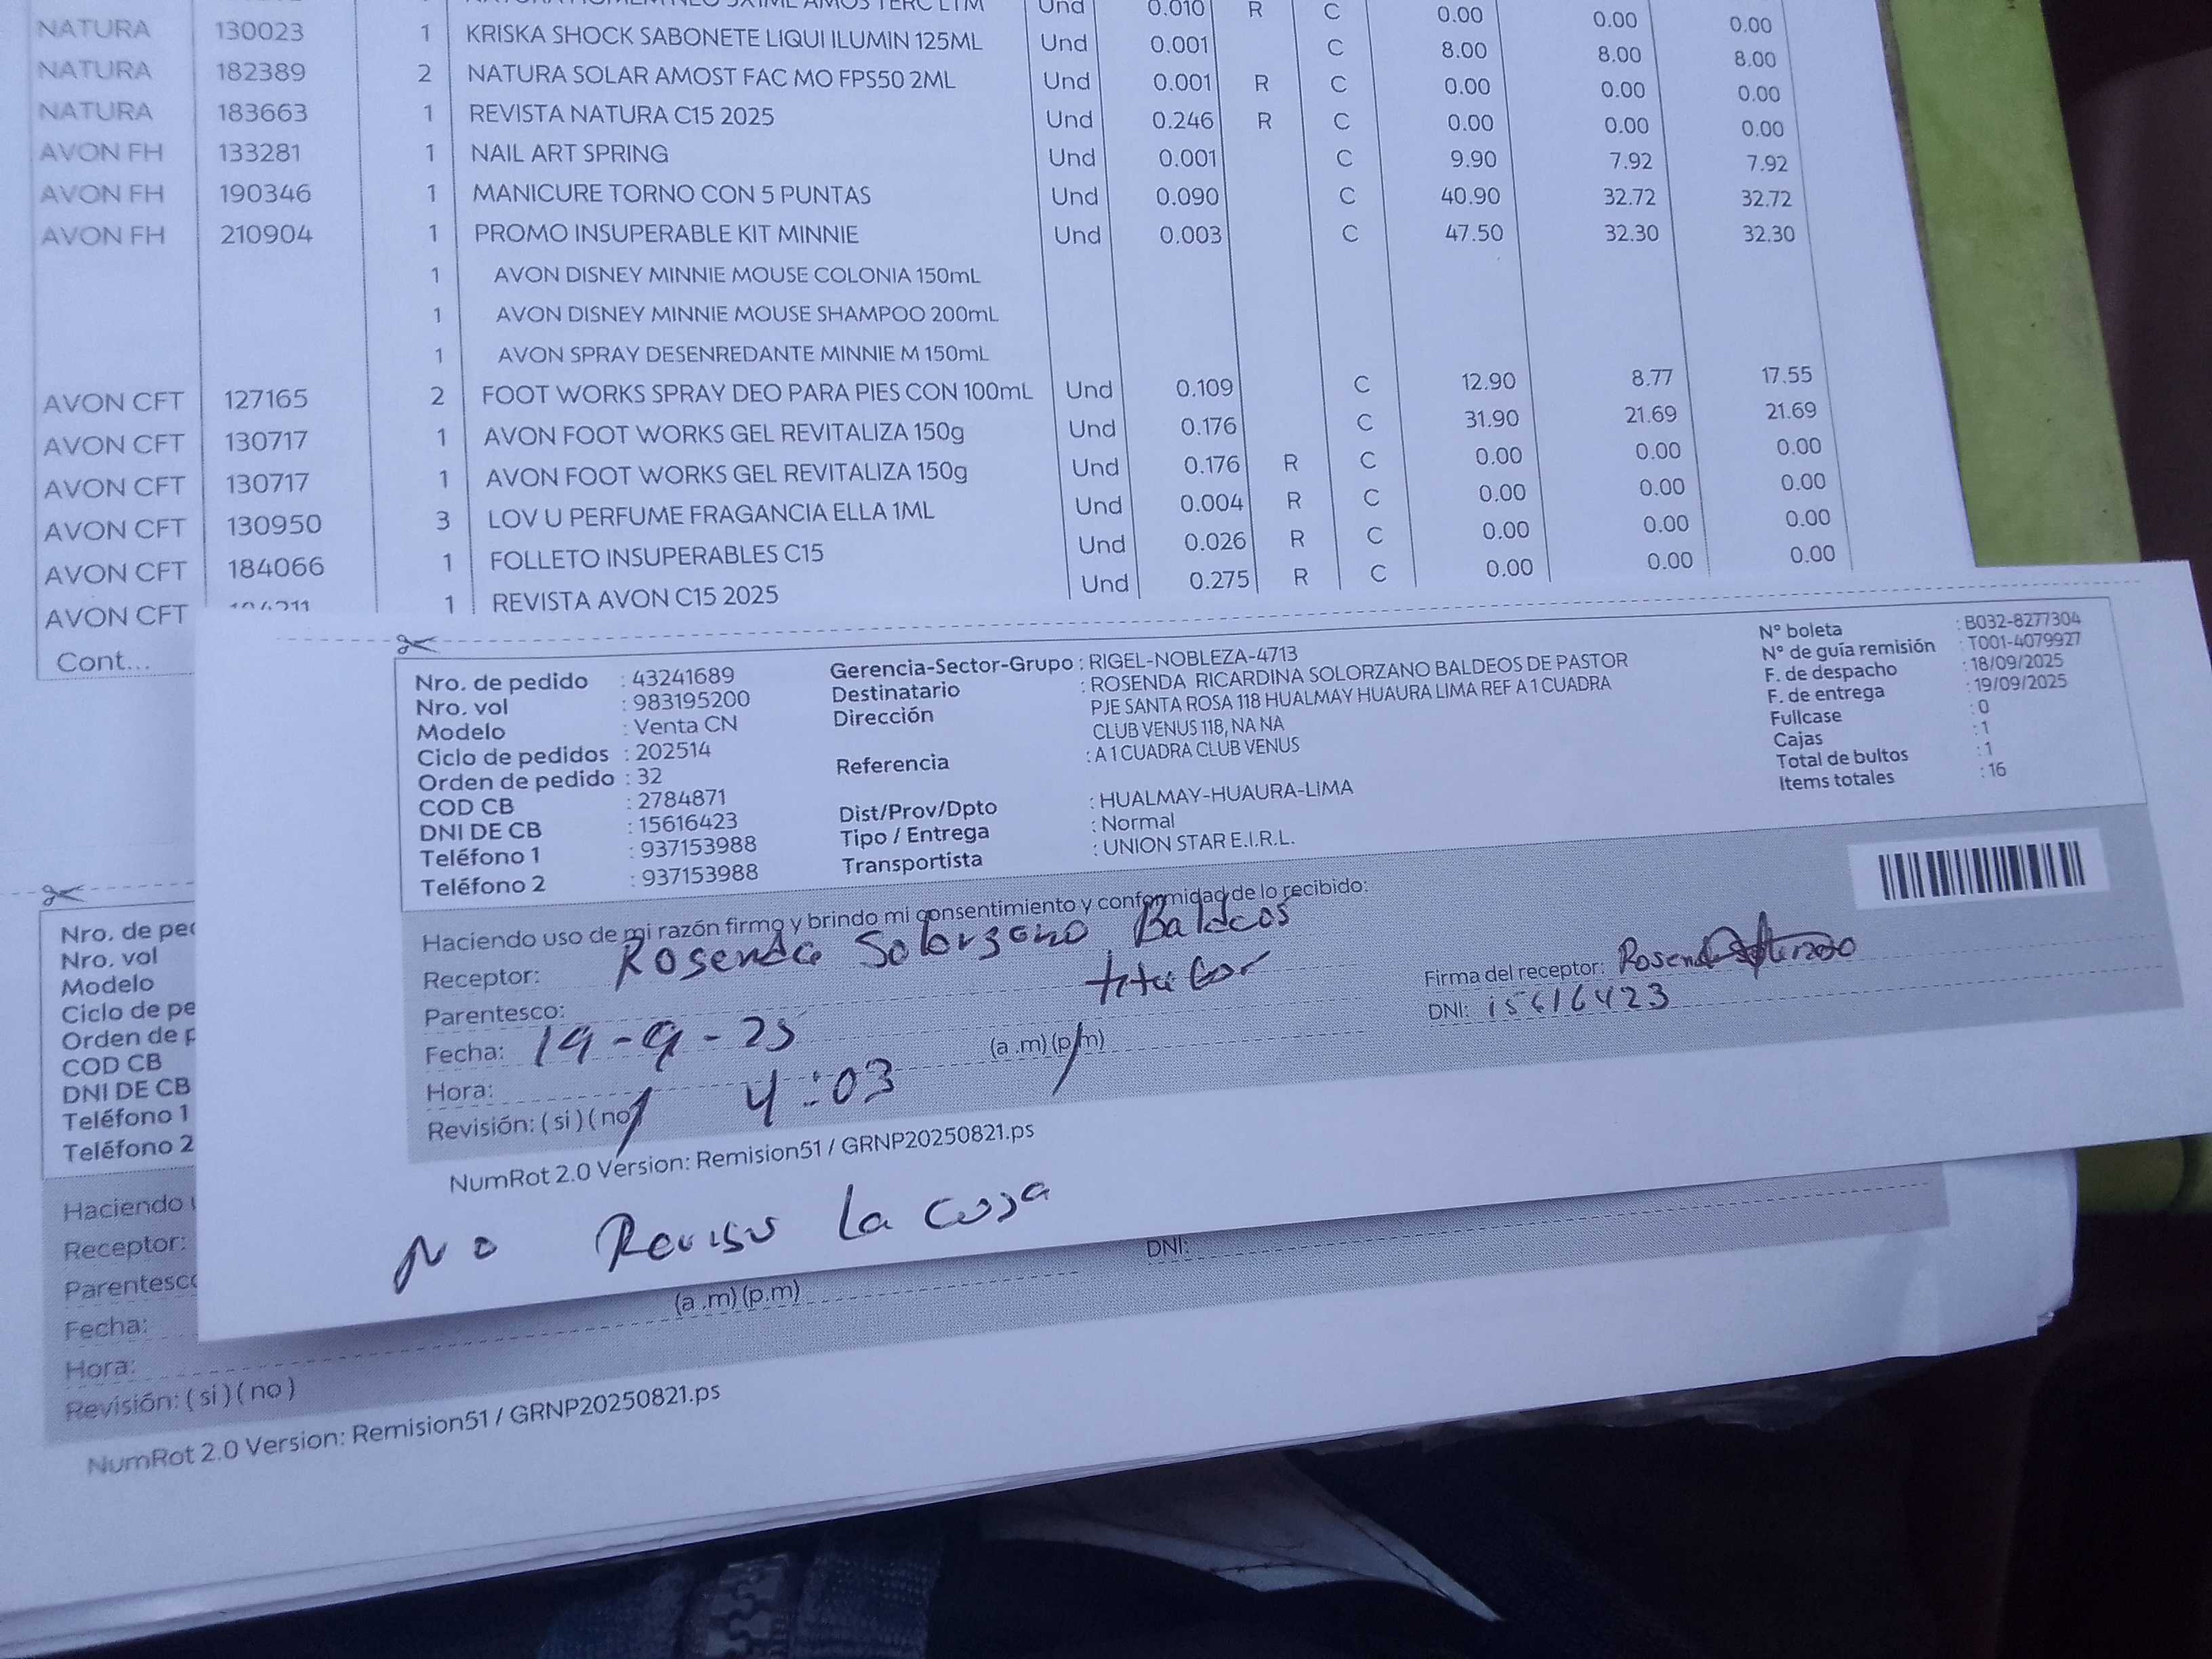 NATURA 130023 1 KRISKA SHOCK SABONETE LIQUI ILUMIN 125ML Und 0.001 C 8.00 8.00 8.00
NATURA 182389 2 NATURA SOLAR AMOST FAC MO FPS50 2ML Und 0.001 R C 0.00 0.00 0.00
NATURA 183663 1 REVISTA NATURA C15 2025 Und 0.246 R C 0.00 0.00 0.00
AVON FH 133281 1 NAIL ART SPRING Und 0.001 C 9.90 7.92 7.92
AVON FH 190346 1 MANICURE TORNO CON 5 PUNTAS Und 0.090 C 40.90 32.72 32.72
AVON FH 210904 1 PROMO INSUPERABLE KIT MINNIE Und 0.003 C 47.50 32.30 32.30
1 AVON DISNEY MINNIE MOUSE COLONIA 150mL
1 AVON DISNEY MINNIE MOUSE SHAMPOO 200mL
1 AVON SPRAY DESENREDANTE MINNIE M 150mL
AVON CFT 127165 2 FOOT WORKS SPRAY DEO PARA PIES CON 100mL Und 0.109 C 12.90 8.77 17.55
AVON CFT 130717 1 AVON FOOT WORKS GEL REVITALIZA 150g Und 0.176 C 31.90 21.69 21.69
AVON CFT 130717 1 AVON FOOT WORKS GEL REVITALIZA 150g Und 0.176 R C 0.00 0.00 0.00
AVON CFT 130950 3 LOV U PERFUME FRAGANCIA ELLA 1ML Und 0.004 R C 0.00 0.00 0.00
AVON CFT 184066 1 FOLLETO INSUPERABLES C15 Und 0.026 R C 0.00 0.00 0.00
AVON CFT 1 REVISTA AVON C15 2025 Und 0.275 R C 0.00 0.00 0.00
Cont...
Nro. de pedido : 43241689
Nro. vol : 983195200
Modelo : Venta CN
Ciclo de pedidos : 202514
Orden de pedido : 32
COD CB : 2784871
DNI DE CB : 15616423
Teléfono 1 : 937153988
Teléfono 2 : 937153988
Gerencia-Sector-Grupo : RIGEL-NOBLEZA-4713
Destinatario : ROSENDA RICARDINA SOLORZANO BALDEOS DE PASTOR
Dirección PJE SANTA ROSA 118 HUALMAY HUAURA LIMA REF A 1 CUADRA
CLUB VENUS 118, NA NA
Referencia : A 1 CUADRA CLUB VENUS
Dist/Prov/Dpto : HUALMAY-HUAURA-LIMA
Tipo / Entrega : Normal
Transportista : UNION STAR E.I.R.L.
N° boleta : B032-8277304
N° de guía remisión : T001-4079927
F. de despacho : 18/09/2025
F. de entrega : 19/09/2025
Fullcase : 0
Cajas : 1
Total de bultos : 1
Items totales : 16
Haciendo uso de mi razón firmo y brindo mi consentimiento y conformidad de lo recibido:
Receptor: Rosenda Solorzano Baldeos
Parentesco: titular
Fecha: 19-9-25
Hora: 4:03 (a.m) (p.m)
Revisión: ( si ) ( no )
Firma del receptor: Rosenda
DNI: 15616423
NumRot 2.0 Version: Remision51 / GRNP20250821.ps
No Reviso la caja
Nro. de pe
Nro. vol
Modelo
Ciclo de pe
Orden de p
COD CB
DNI DE CB
Teléfono 1
Teléfono 2
Haciendo
Receptor:
Parentesc
Fecha:
Hora: (a.m) (p.m)
Revisión: ( si ) ( no )
DNI:
NumRot 2.0 Version: Remision51 / GRNP20250821.ps